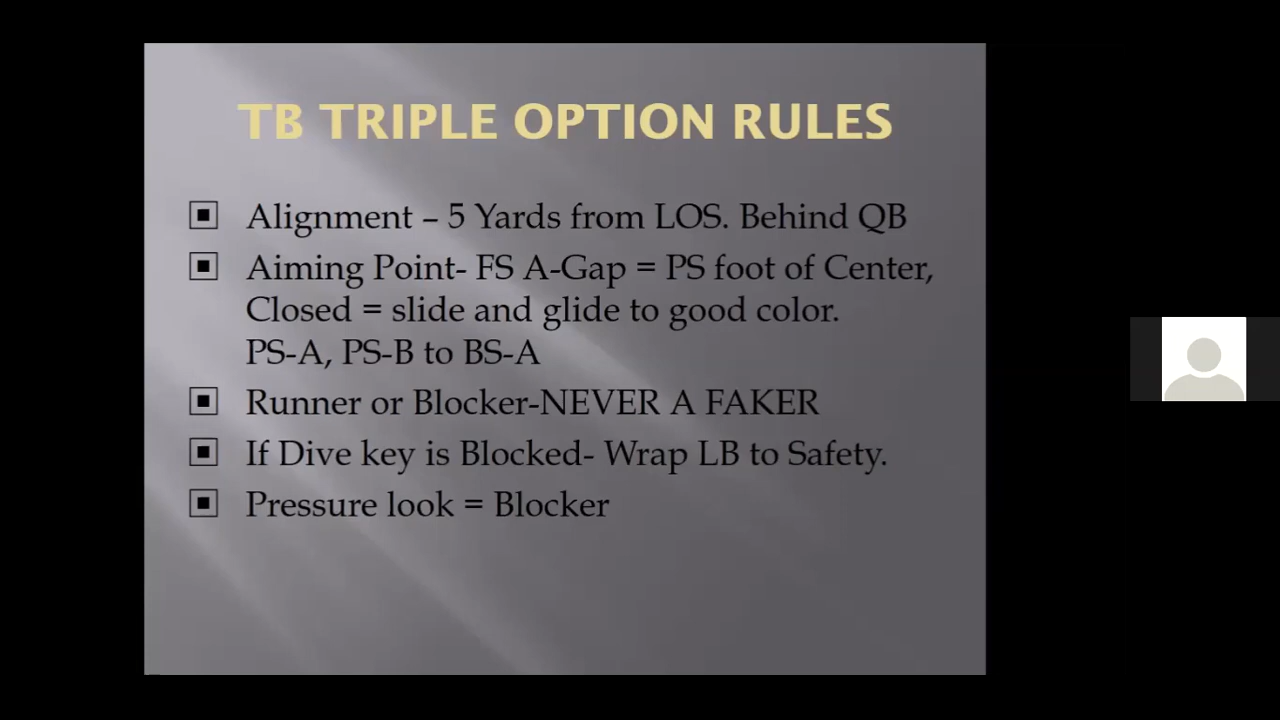 TB TRIPLE OPTION RULES
Alignment – 5 Yards from LOS. Behind QB
Aiming Point- FS A-Gap = PS foot of Center,
Closed = slide and glide to good color.
PS-A, PS-B to BS-A
Runner or Blocker-NEVER A FAKER
If Dive key is Blocked- Wrap LB to Safety.
Pressure look = Blocker